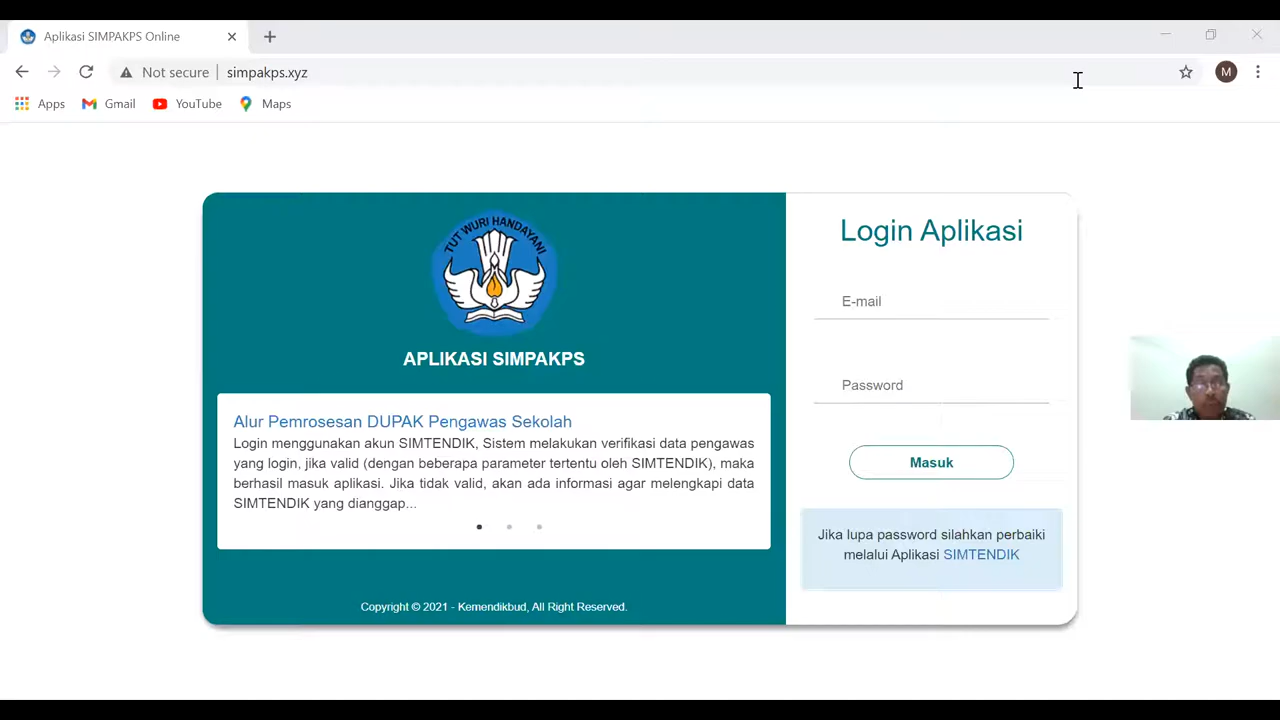 Aplikasi SIMPAKPS Online
Not secure
simpakps.xyz
M
Apps
Gmail
YouTube
Maps
TUT WURI HANDAYANI
APLIKASI SIMPAKPS
Alur Pemrosesan DUPAK Pengawas Sekolah
Login menggunakan akun SIMTENDIK, Sistem melakukan verifikasi data pengawas
yang login, jika valid (dengan beberapa parameter tertentu oleh SIMTENDIK), maka
berhasil masuk aplikasi. Jika tidak valid, akan ada informasi agar melengkapi data
SIMTENDIK yang dianggap...
Copyright © 2021 - Kemendikbud, All Right Reserved.
Login Aplikasi
E-mail
Password
Masuk
Jika lupa password silahkan perbaiki
melalui Aplikasi SIMTENDIK